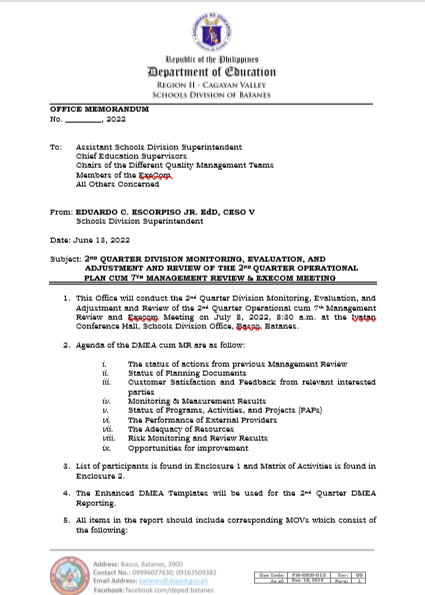 Republic of the Philippines
Department of Education
REGION II - CAGAYAN VALLEY
SCHOOLS DIVISION OF BATANES
OFFICE MEMORANDUM
No. ________, 2022
To: Assistant Schools Division Superintendent
Chief Education Supervisors
Chairs of the Different Quality Management Teams
Members of the ExeCom
All Others Concerned
From: EDUARDO C. ESCORPISO JR. EdD, CESO V
Schools Division Superintendent
Date: June 13, 2022
Subject: 2ND QUARTER DIVISION MONITORING, EVALUATION, AND
ADJUSTMENT AND REVIEW OF THE 2ND QUARTER OPERATIONAL
PLAN CUM 7TH MANAGEMENT REVIEW & EXECOM MEETING
1. This Office will conduct the 2nd Quarter Division Monitoring, Evaluation, and
Adjustment and Review of the 2nd Quarter Operational cum 7th Management
Review and Execom Meeting on July 8, 2022, 8:30 a.m. at the Ivatan
Conference Hall, Schools Division Office, Basco, Batanes.
2. Agenda of the DMEA cum MR are as follow:
i. The status of actions from previous Management Review
ii. Status of Planning Documents
iii. Customer Satisfaction and Feedback from relevant interested
parties
iv. Monitoring & Measurement Results
v. Status of Programs, Activities, and Projects (PAPs)
vi. The Performance of External Providers
vii. The Adequacy of Resources
viii. Risk Monitoring and Review Results
ix. Opportunities for improvement
3. List of participants is found in Enclosure 1 and Matrix of Activities is found in
Enclosure 2.
4. The Enhanced DMEA Templates will be used for the 2nd Quarter DMEA
Reporting.
5. All items in the report should include corresponding MOVs which consist of
the following:
Address: Basco, Batanes, 3900
Contact No.: 09996027630; 09163509382
Email Address: batanes@deped.gov.ph
Facebook: facebook.com/deped.batanes
Doc Code: Rev: 00
As of: Page: 1